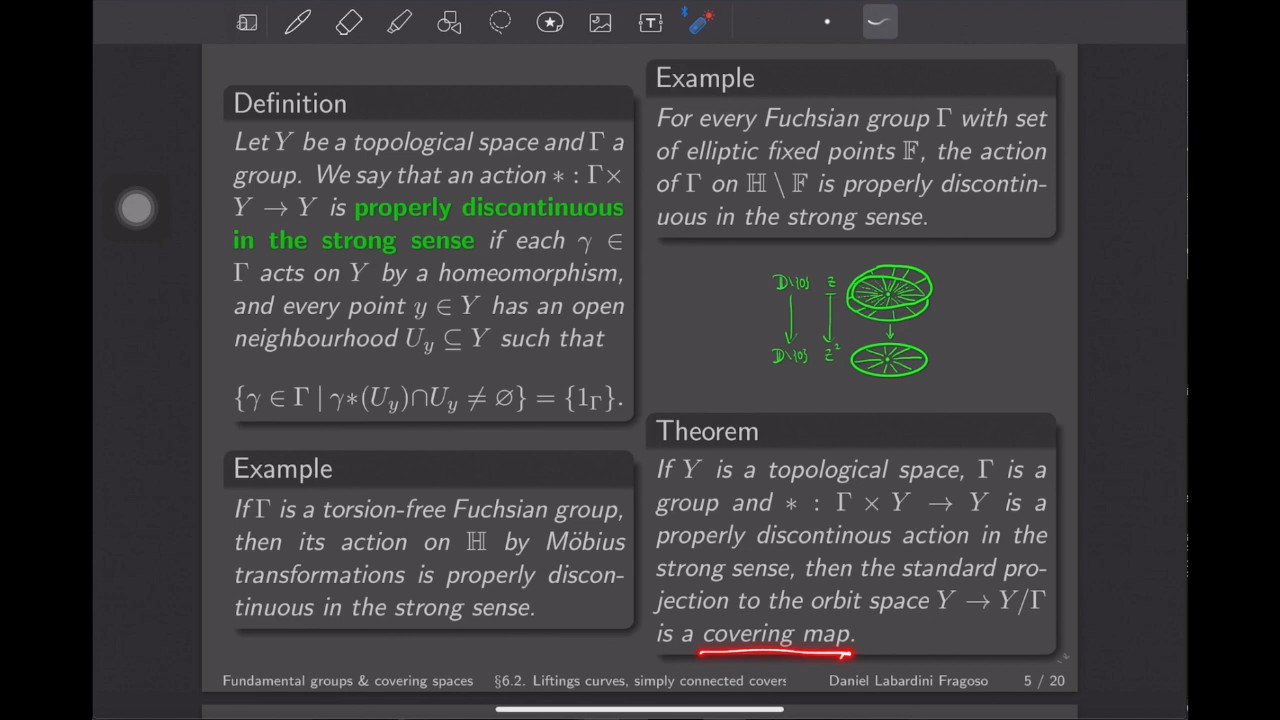 Definition
Let Y be a topological space and Γ a
group. We say that an action ∗ : Γ×
Y → Y is properly discontinuous
in the strong sense if each γ ∈
Γ acts on Y by a homeomorphism,
and every point y ∈ Y has an open
neighbourhood U_y ⊆ Y such that
{γ ∈ Γ | γ∗(U_y)∩U_y ≠ ∅} = {1_Γ}.
Example
If Γ is a torsion-free Fuchsian group,
then its action on ℍ by Möbius
transformations is properly discon-
tinuous in the strong sense.
Example
For every Fuchsian group Γ with set
of elliptic fixed points 𝔽, the action
of Γ on ℍ \ 𝔽 is properly discontin-
uous in the strong sense.
𝔻\{0} z
𝔻\{0} z²
Theorem
If Y is a topological space, Γ is a
group and ∗ : Γ × Y → Y is a
properly discontinous action in the
strong sense, then the standard pro-
jection to the orbit space Y → Y/Γ
is a covering map.
Fundamental groups & covering spaces §6.2. Liftings curves, simply connected covers Daniel Labardini Fragoso 5 / 20